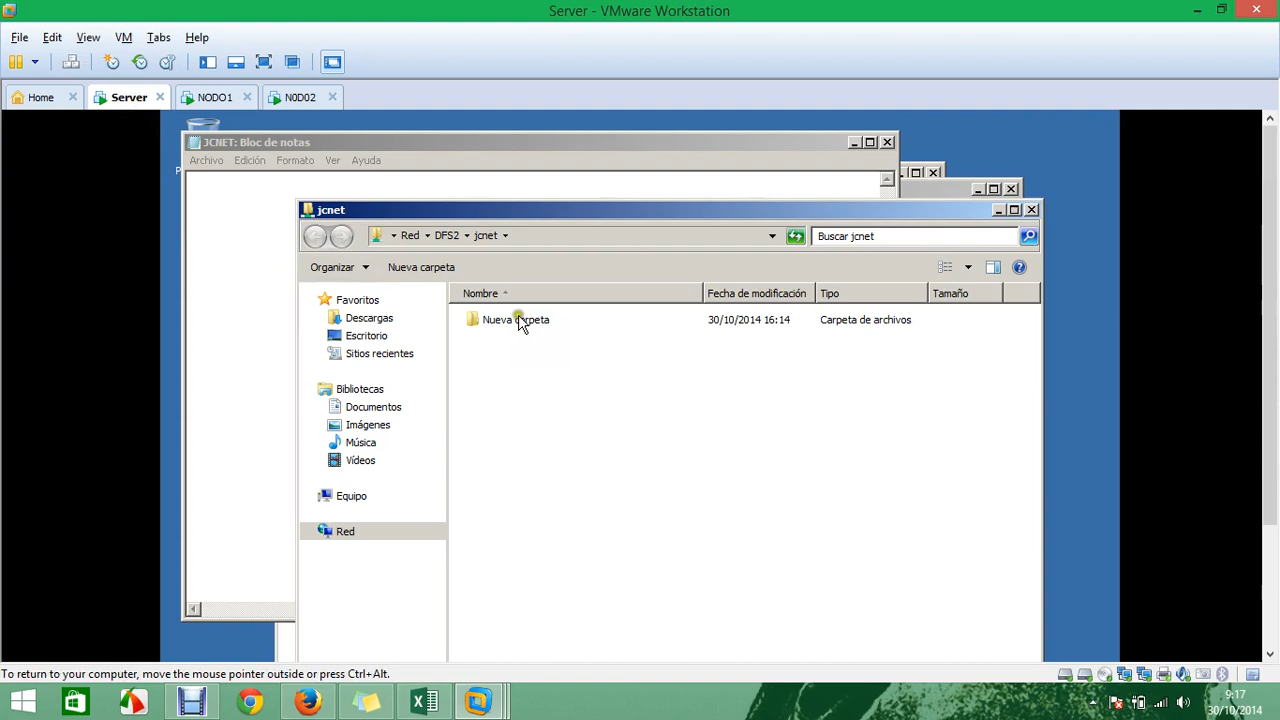 Server - VMware Workstation
File Edit View VM Tabs Help
Home Server NODO1 N0D02
JCNET: Bloc de notas
Archivo Edición Formato Ver Ayuda
P
jcnet
Red DFS2 jcnet
Buscar jcnet
Organizar Nueva carpeta
Nombre Fecha de modificación Tipo Tamaño
Nueva carpeta 30/10/2014 16:14 Carpeta de archivos
Favoritos
Descargas
Escritorio
Sitios recientes
Bibliotecas
Documentos
Imágenes
Música
Vídeos
Equipo
Red
To return to your computer, move the mouse pointer outside or press Ctrl+Alt.
9:17
30/10/2014